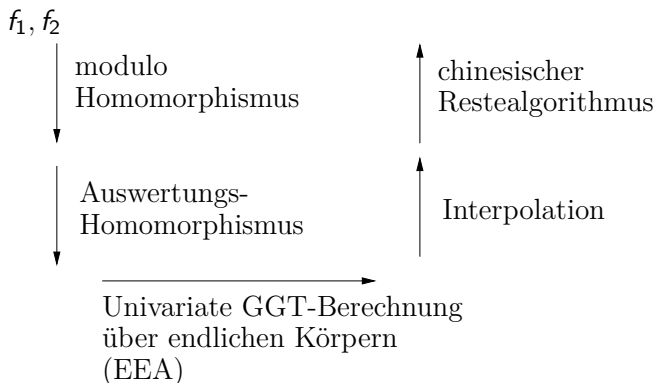 f₁, f₂
modulo
Homomorphismus
chinesischer
Restealgorithmus
Auswertungs-
Homomorphismus
Interpolation
Univariate GGT-Berechnung
über endlichen Körpern
(EEA)